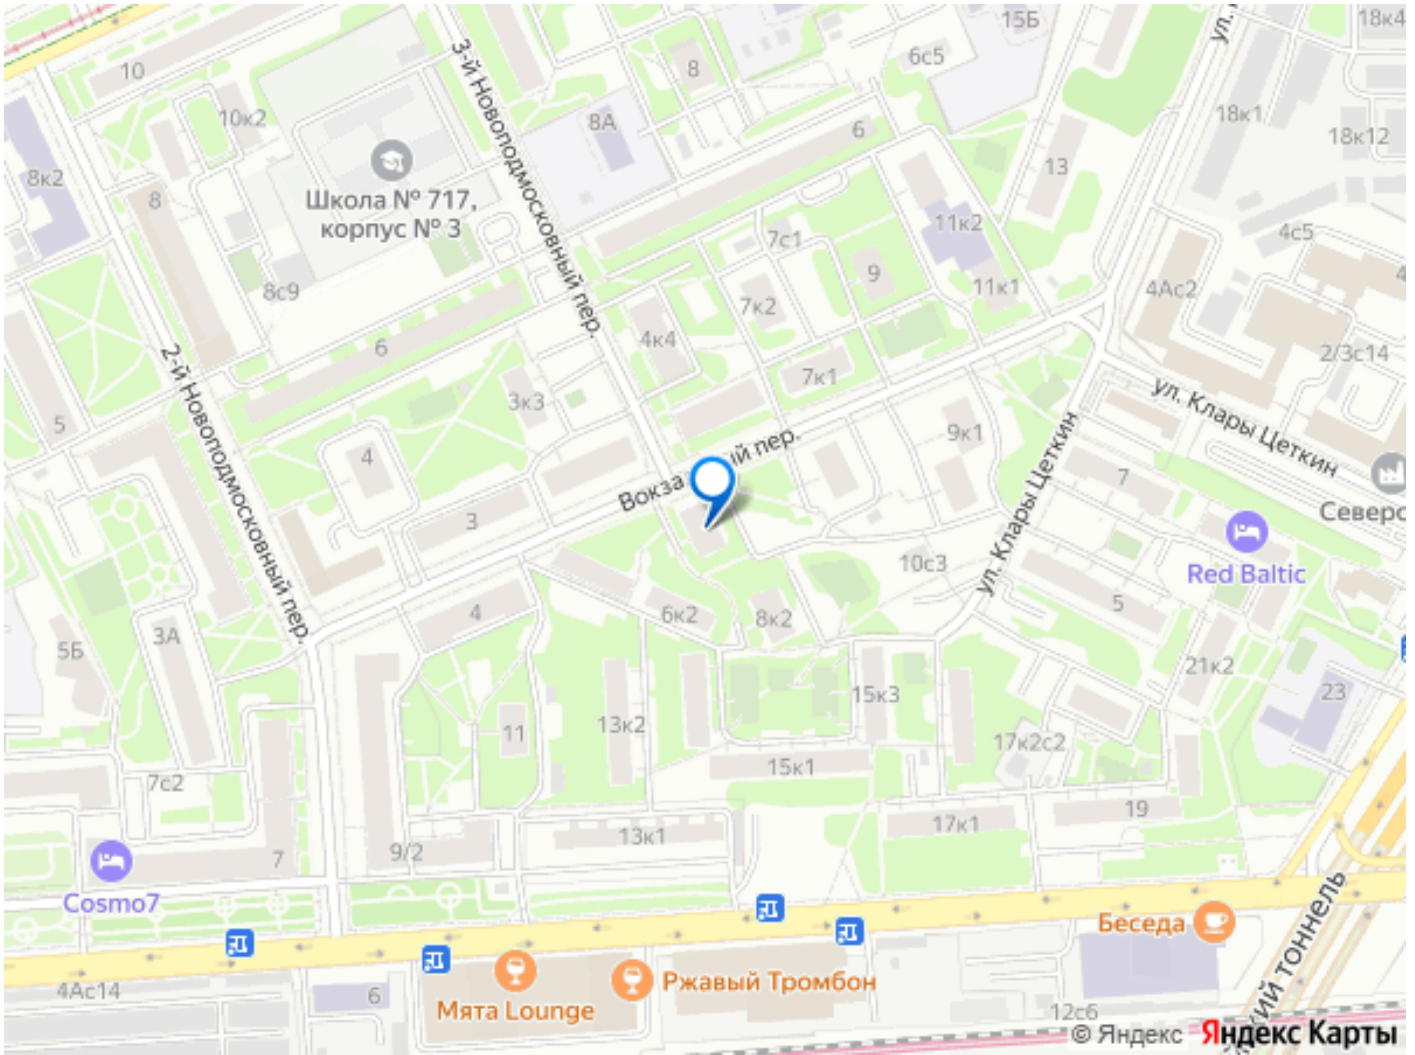 10
10к2
8к2
8
Школа № 717,
корпус № 3
8с9
3-й Новоподмосковный пер.
8А
8
6с5
15Б
6
13
18к4
18к1
18к12
11к2
4с5
7с1
9
11к1
4Ас2
7к2
4к4
6
2/3с14
2-й Новоподмосковный пер.
3к3
7к1
ул. Клары Цеткин
5
4
9к1
7
3
Вокза
ый пер.
Северс
Red Baltic
10с3
ул. Клары Цеткин
5
3А
5Б
4
6к2
8к2
21к2
23
15к3
11
13к2
17к2с2
15к1
7с2
19
17к1
13к1
9/2
7
Cosmo7
Беседа
кий тоннель
Ржавый Тромбон
Мята Lounge
4Ас14
6
12с6
© Яндекс Яндекс Карты